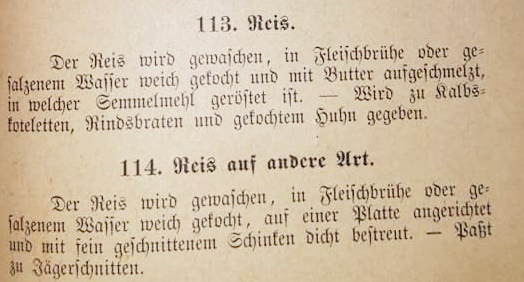 113. Reis.
Der Reis wird gewaschen, in Fleischbrühe oder ge-
salzenem Wasser weich gekocht und mit Butter aufgeschmelzt,
in welcher Semmelmehl geröstet ist. — Wird zu Kalbs-
koteletten, Rindsbraten und gekochtem Huhn gegeben.
114. Reis auf andere Art.
Der Reis wird gewaschen, in Fleischbrühe oder ge-
salzenem Wasser weich gekocht, auf einer Platte angerichtet
und mit fein geschnittenem Schinken dicht bestreut. — Paßt
zu Jägerschnitten.